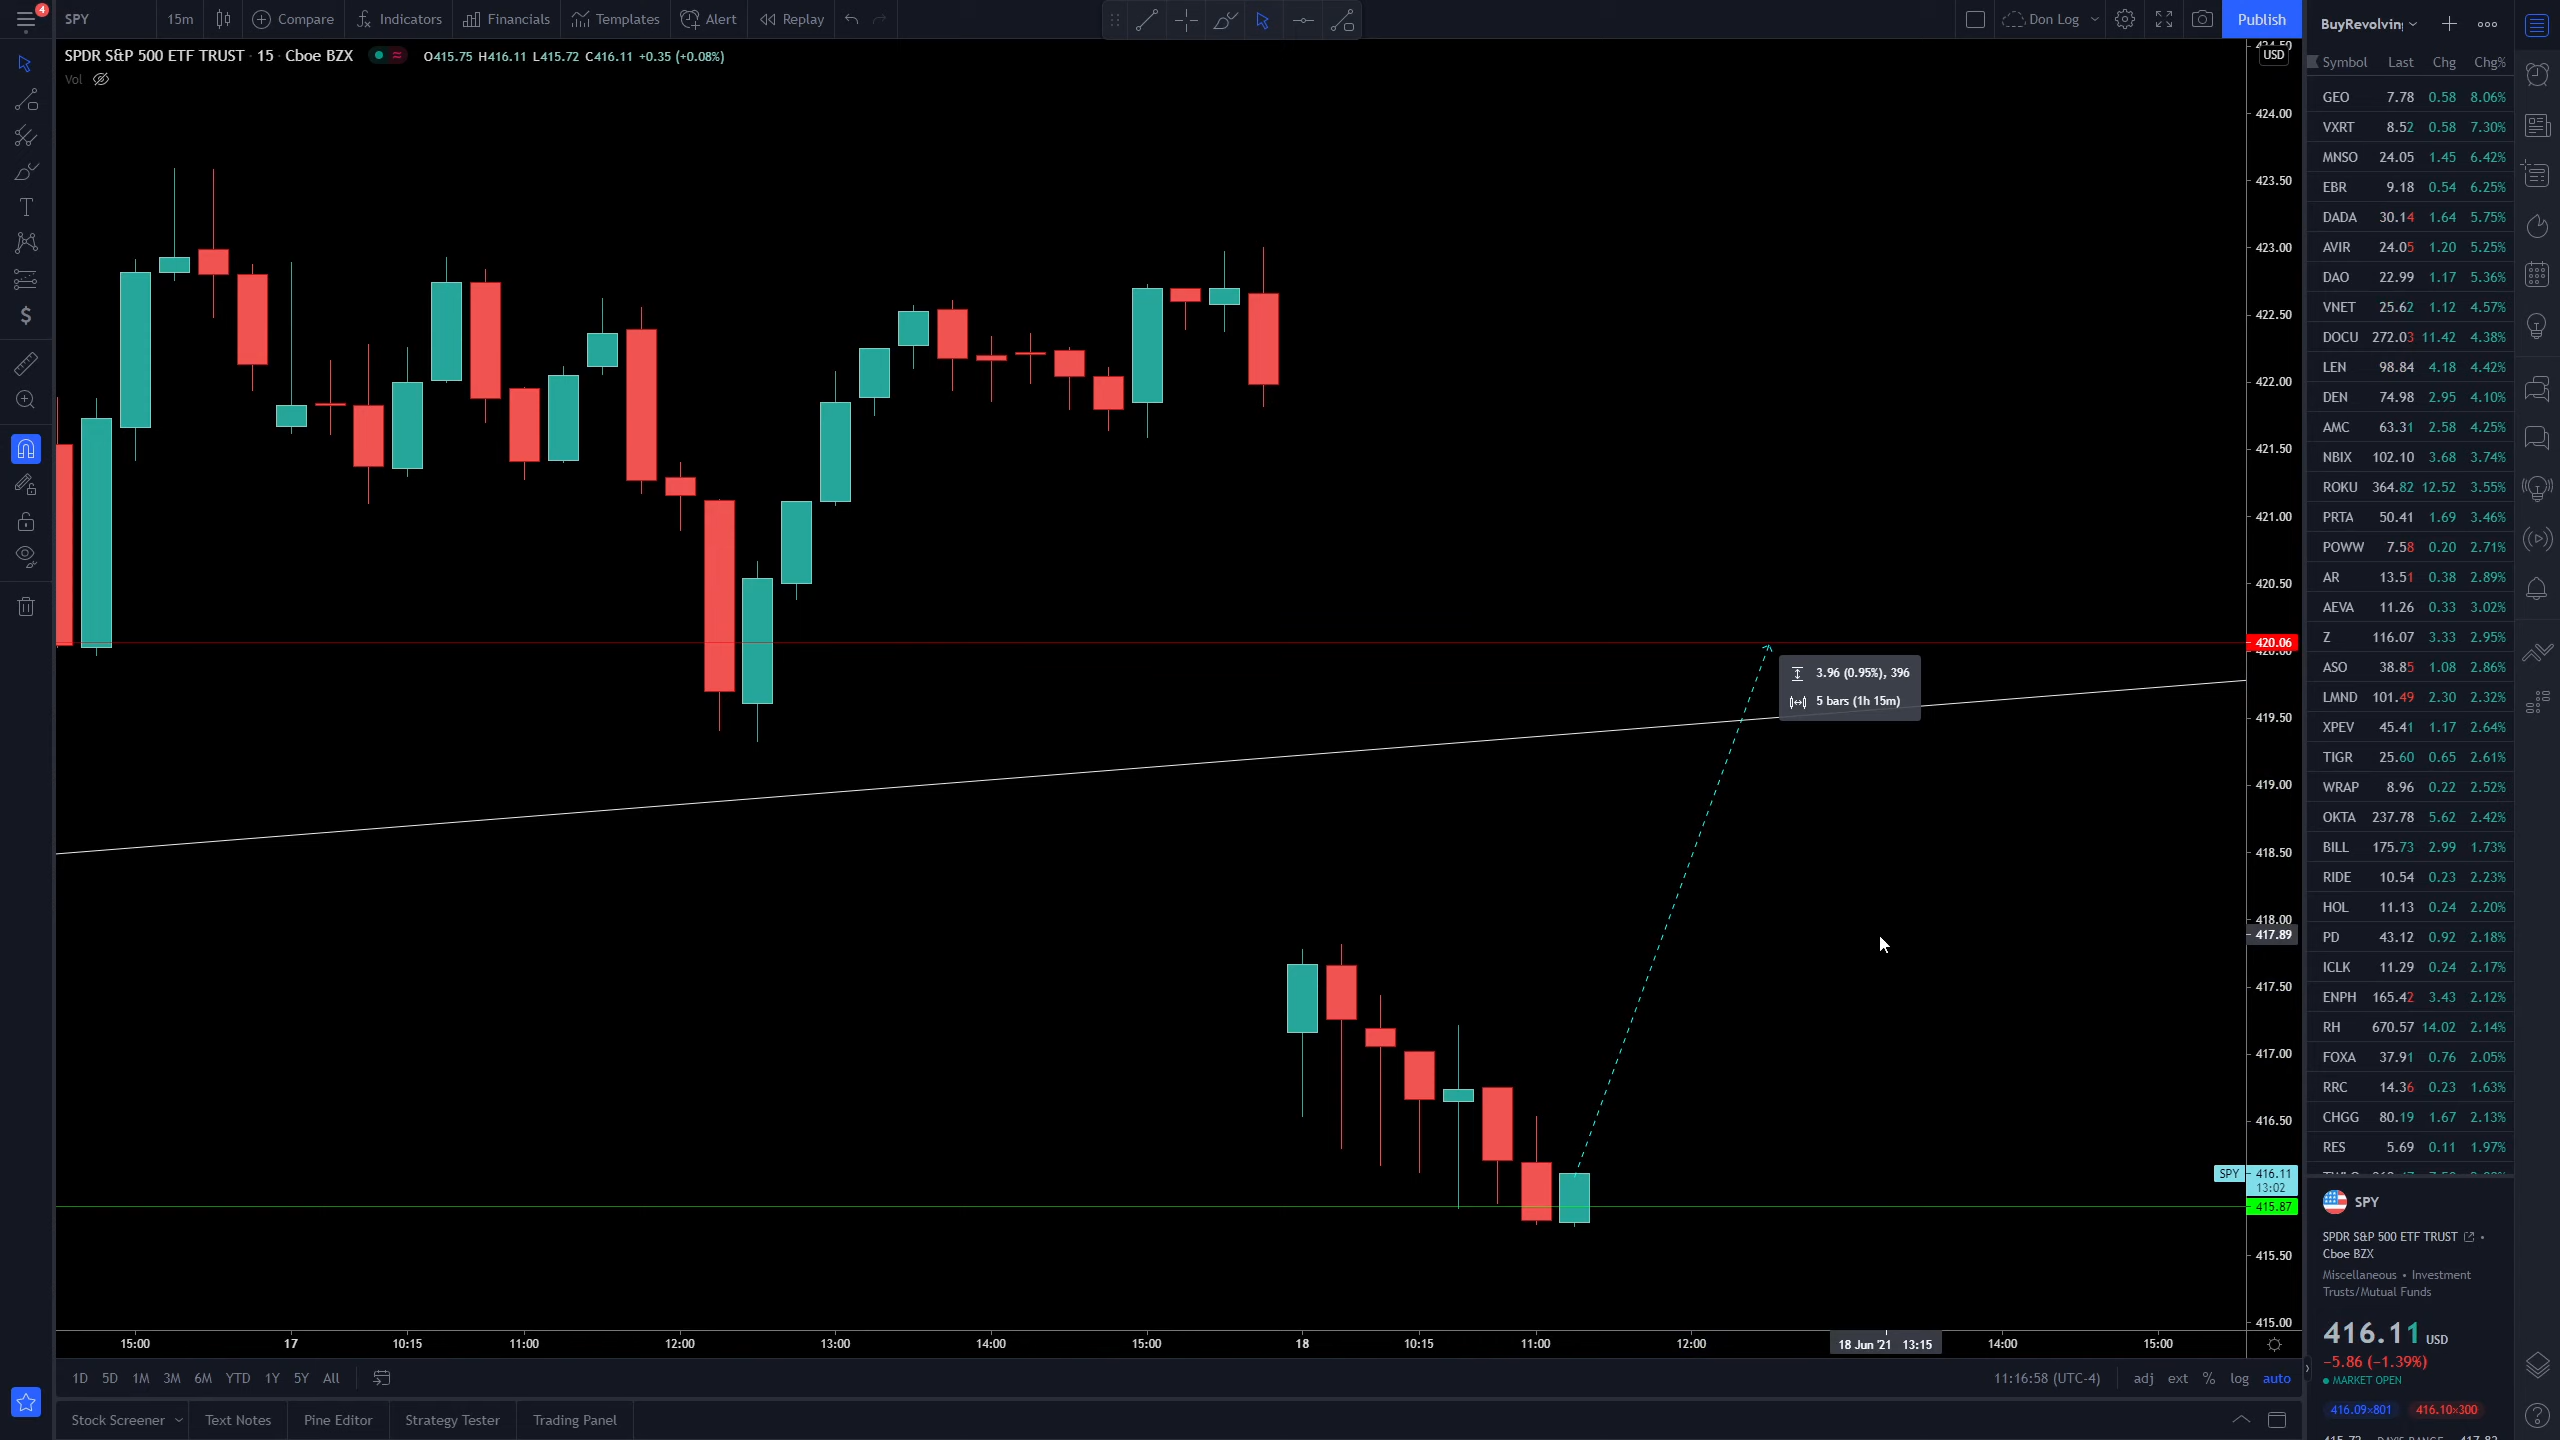 4
SPY 15m Compare Indicators Financials Templates Alert Replay Don Log Publish
BuyRevolvin
SPDR S&P 500 ETF TRUST · 15 · Cboe BZX O415.75 H416.11 L415.72 C416.11 +0.35 (+0.08%)
Vol
USD
Symbol Last Chg Chg%
GEO 7.78 0.58 8.06%
VXRT 8.52 0.58 7.30%
MNSO 24.05 1.45 6.42%
EBR 9.18 0.54 6.25%
DADA 30.14 1.64 5.75%
AVIR 24.05 1.20 5.25%
DAO 22.99 1.17 5.36%
VNET 25.62 1.12 4.57%
DOCU 272.03 11.42 4.38%
LEN 98.84 4.18 4.42%
DEN 74.98 2.95 4.10%
AMC 63.31 2.58 4.25%
NBIX 102.10 3.68 3.74%
ROKU 364.82 12.52 3.55%
PRTA 50.41 1.69 3.46%
POWW 7.58 0.20 2.71%
AR 13.51 0.38 2.89%
AEVA 11.26 0.33 3.02%
Z 116.07 3.33 2.95%
ASO 38.85 1.08 2.86%
LMND 101.49 2.30 2.32%
XPEV 45.41 1.17 2.64%
TIGR 25.60 0.65 2.61%
WRAP 8.96 0.22 2.52%
OKTA 237.78 5.62 2.42%
BILL 175.73 2.99 1.73%
RIDE 10.54 0.23 2.23%
HOL 11.13 0.24 2.20%
PD 43.12 0.92 2.18%
ICLK 11.29 0.24 2.17%
ENPH 165.42 3.43 2.12%
RH 670.57 14.02 2.14%
FOXA 37.91 0.76 2.05%
RRC 14.36 0.23 1.63%
CHGG 80.19 1.67 2.13%
RES 5.69 0.11 1.97%
424.50
424.00
423.50
423.00
422.50
422.00
421.50
421.00
420.50
420.06
420.00
419.50
419.00
418.50
418.00
417.89
417.50
417.00
416.50
SPY 416.11
13:02
415.87
415.50
415.00
3.96 (0.95%), 396
5 bars (1h 15m)
15:00 17 10:15 11:00 12:00 13:00 14:00 15:00 18 10:15 11:00 12:00 18 Jun '21 13:15 14:00 15:00
1D 5D 1M 3M 6M YTD 1Y 5Y All 11:16:58 (UTC-4) adj ext % log auto
Stock Screener Text Notes Pine Editor Strategy Tester Trading Panel
SPY
SPDR S&P 500 ETF TRUST •
Cboe BZX
Miscellaneous • Investment
Trusts/Mutual Funds
416.11 USD
−5.86 (−1.39%)
● MARKET OPEN
416.09×801 416.10×300